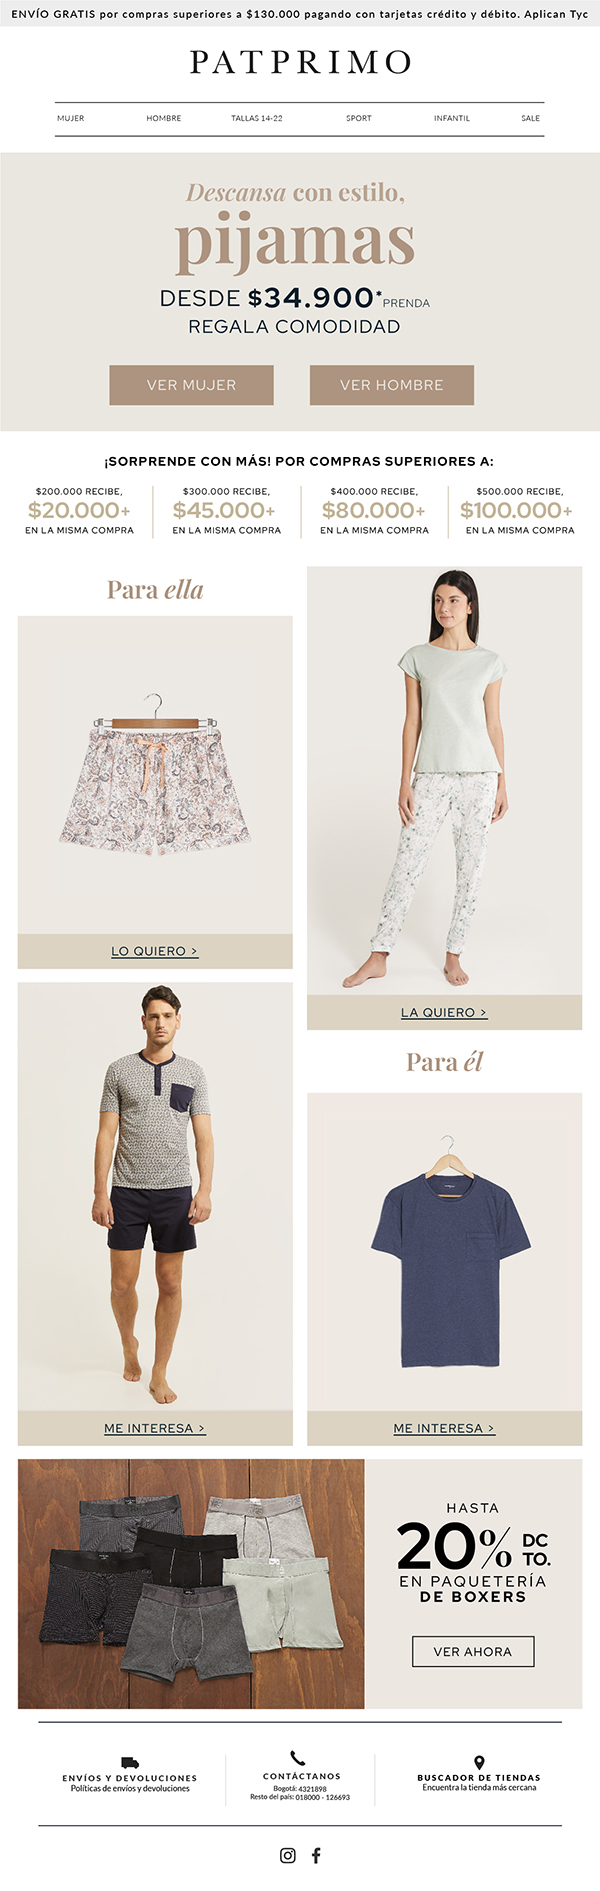 ENVÍO GRATIS por compras superiores a $130.000 pagando con tarjetas crédito y débito. Aplican Tyc
PATPRIMO
MUJER HOMBRE TALLAS 14-22 SPORT INFANTIL SALE
Descansa con estilo,
pijamas
DESDE $34.900* PRENDA
REGALA COMODIDAD
VER MUJER VER HOMBRE
¡SORPRENDE CON MÁS! POR COMPRAS SUPERIORES A:
$200.000 RECIBE, $300.000 RECIBE, $400.000 RECIBE, $500.000 RECIBE,
$20.000+ $45.000+ $80.000+ $100.000+
EN LA MISMA COMPRA EN LA MISMA COMPRA EN LA MISMA COMPRA EN LA MISMA COMPRA
Para ella
LO QUIERO >
LA QUIERO >
Para él
ME INTERESA > ME INTERESA >
HASTA
20% DCTO.
EN PAQUETERÍA
DE BOXERS
VER AHORA
ENVÍOS Y DEVOLUCIONES
Políticas de envíos y devoluciones
CONTÁCTANOS
Bogotá: 4321898
Resto del país: 018000 - 126693
BUSCADOR DE TIENDAS
Encuentra la tienda más cercana